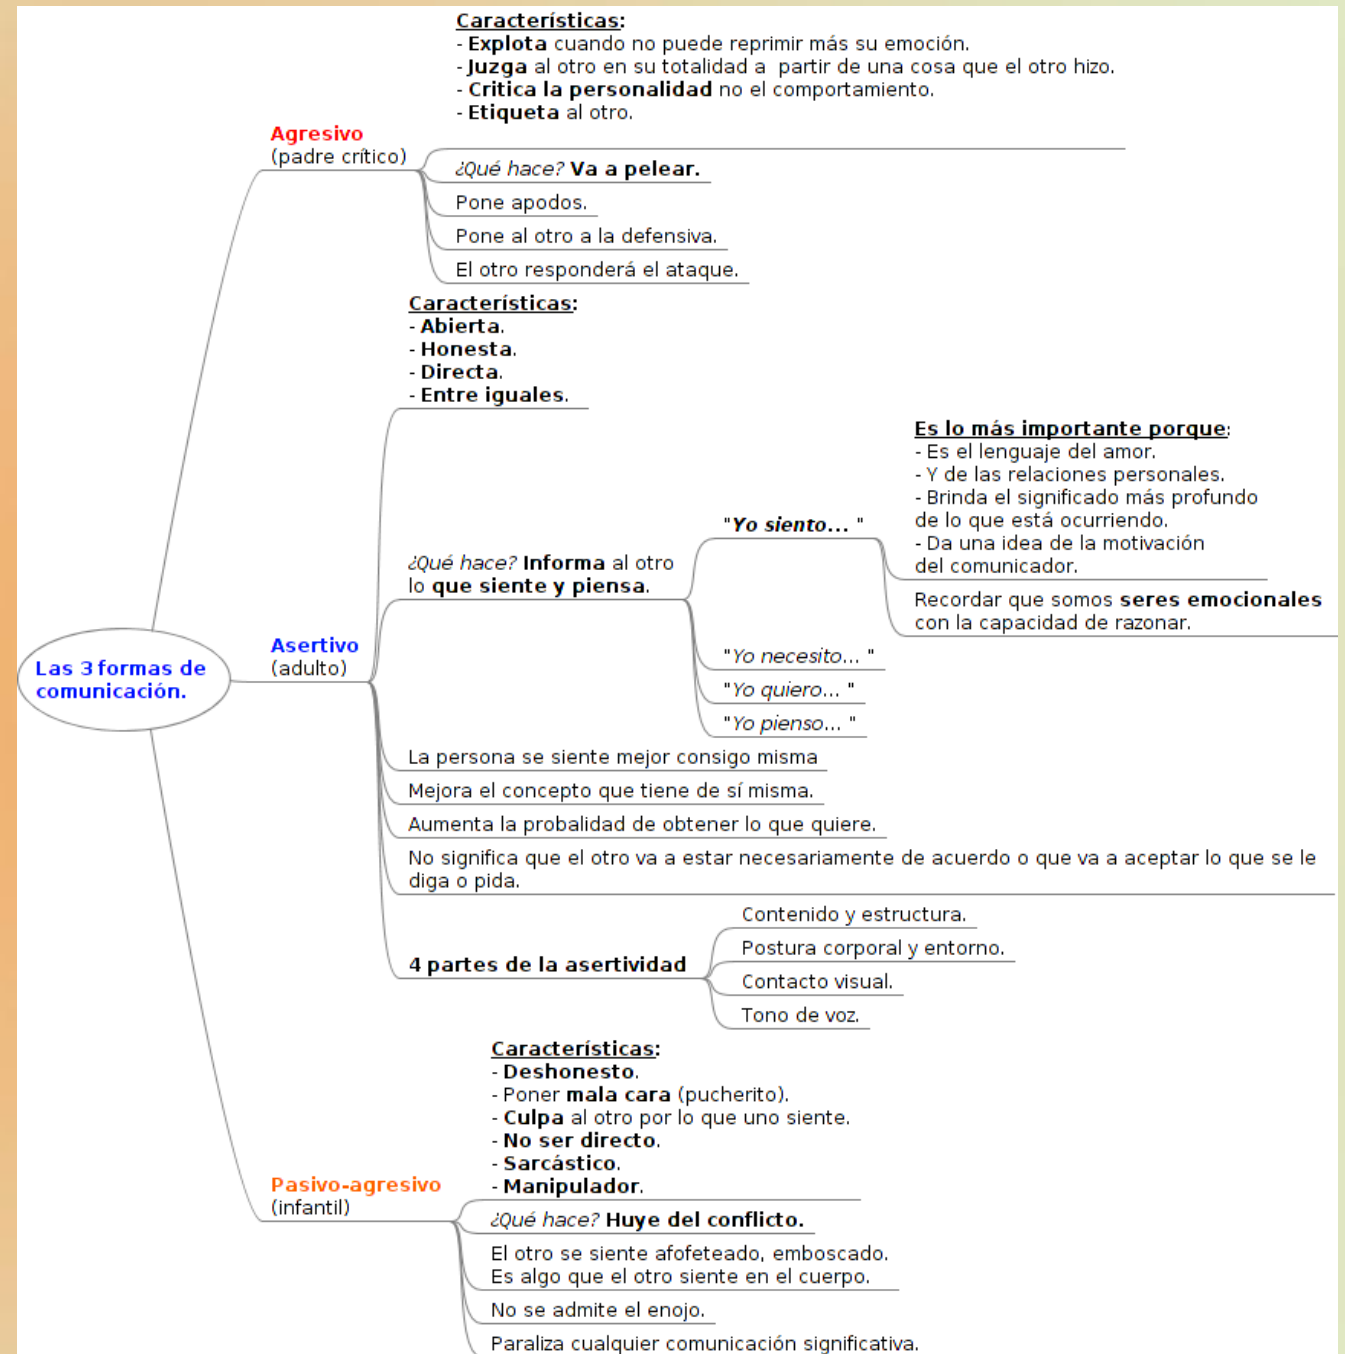 Características:
- Explota cuando no puede reprimir más su emoción.
- Juzga al otro en su totalidad a  partir de una cosa que el otro hizo.
- Critica la personalidad no el comportamiento.
- Etiqueta al otro.
Agresivo
(padre crítico)
¿Qué hace? Va a pelear.
Pone apodos.
Pone al otro a la defensiva.
El otro responderá el ataque.
Las 3 formas de
comunicación.
Asertivo
(adulto)
Características:
- Abierta.
- Honesta.
- Directa.
- Entre iguales.
¿Qué hace? Informa al otro
lo que siente y piensa.
"Yo siento... "
Es lo más importante porque:
- Es el lenguaje del amor.
- Y de las relaciones personales.
- Brinda el significado más profundo
de lo que está ocurriendo.
- Da una idea de la motivación
del comunicador.
Recordar que somos seres emocionales
con la capacidad de razonar.
"Yo necesito... "
"Yo quiero... "
"Yo pienso... "
La persona se siente mejor consigo misma
Mejora el concepto que tiene de sí misma.
Aumenta la probalidad de obtener lo que quiere.
No significa que el otro va a estar necesariamente de acuerdo o que va a aceptar lo que se le
diga o pida.
4 partes de la asertividad
Contenido y estructura.
Postura corporal y entorno.
Contacto visual.
Tono de voz.
Pasivo-agresivo
(infantil)
Características:
- Deshonesto.
- Poner mala cara (pucherito).
- Culpa al otro por lo que uno siente.
- No ser directo.
- Sarcástico.
- Manipulador.
¿Qué hace? Huye del conflicto.
El otro se siente afofeteado, emboscado.
Es algo que el otro siente en el cuerpo.
No se admite el enojo.
Paraliza cualquier comunicación significativa.